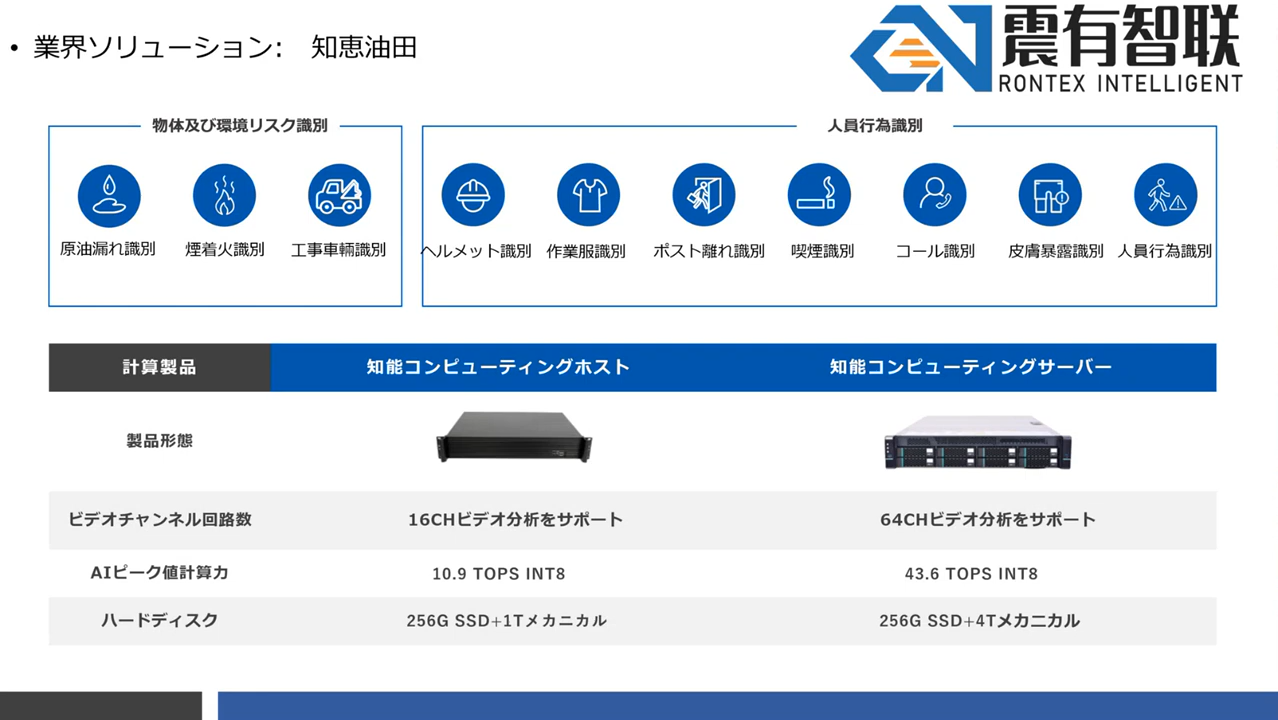 • 業界ソリューション: 知恵油田
震有智联
RONTEX INTELLIGENT
物体及び環境リスク識別
原油漏れ識別 煙着火識別 工事車輌識別
人員行為識別
ヘルメット識別 作業服識別 ポスト離れ識別 喫煙識別 コール識別 皮膚暴露識別 人員行為識別
計算製品 知能コンピューティングホスト 知能コンピューティングサーバー
製品形態
ビデオチャンネル回路数 16CHビデオ分析をサポート 64CHビデオ分析をサポート
AIピーク値計算力 10.9 TOPS INT8 43.6 TOPS INT8
ハードディスク 256G SSD+1Tメカニカル 256G SSD+4Tメカニカル